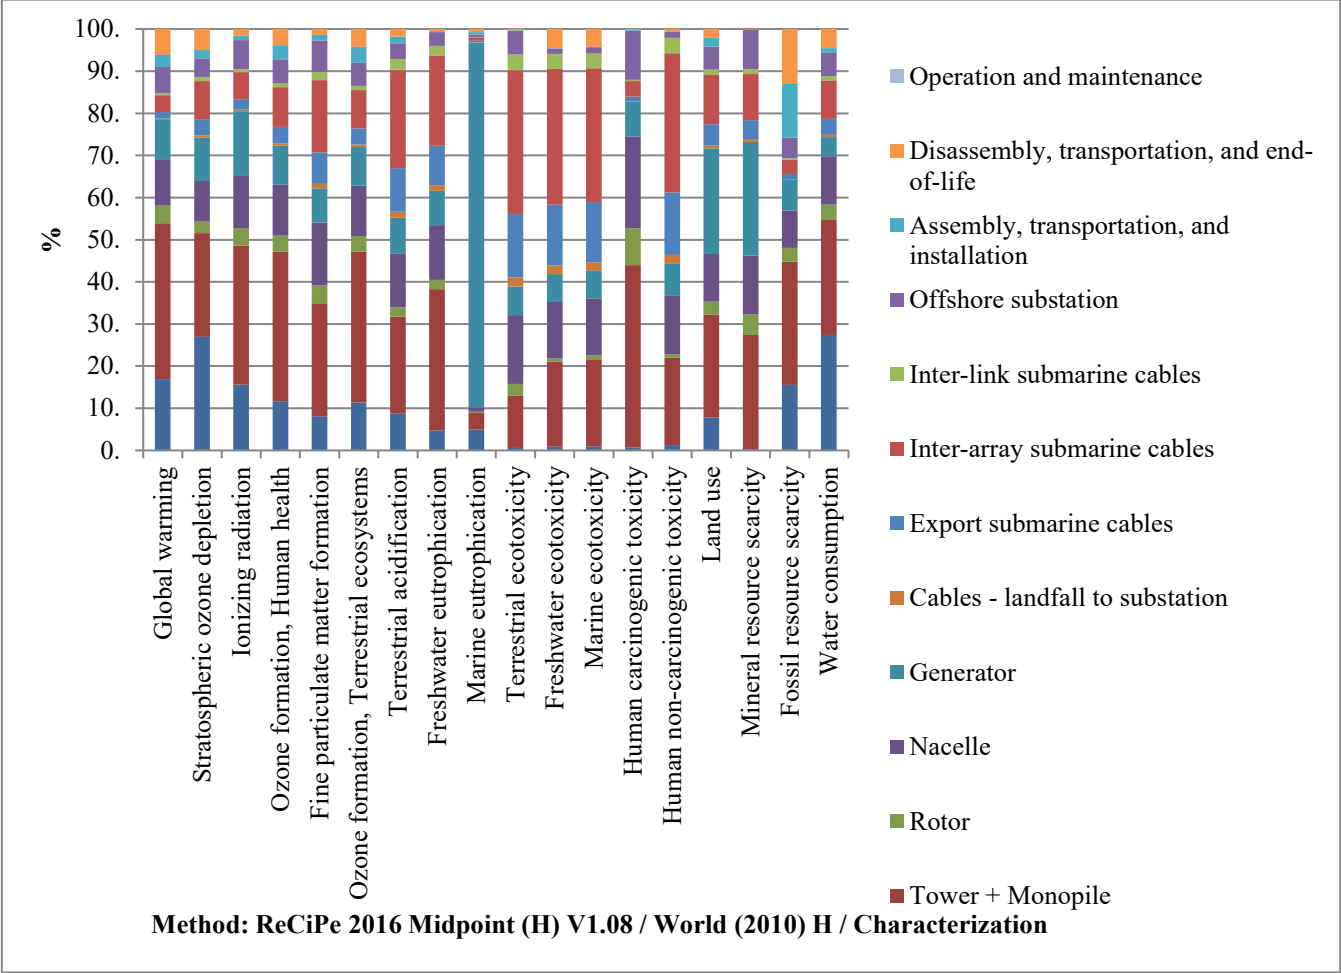 100.
90.
80.
70.
60.
50.
40.
30.
20.
10.
0.
%
Global warming
Stratospheric ozone depletion
Ionizing radiation
Ozone formation, Human health
Fine particulate matter formation
Ozone formation, Terrestrial ecosystems
Terrestrial acidification
Freshwater eutrophication
Marine eutrophication
Terrestrial ecotoxicity
Freshwater ecotoxicity
Marine ecotoxicity
Human carcinogenic toxicity
Human non-carcinogenic toxicity
Land use
Mineral resource scarcity
Fossil resource scarcity
Water consumption
Operation and maintenance
Disassembly, transportation, and end-
of-life
Assembly, transportation, and
installation
Offshore substation
Inter-link submarine cables
Inter-array submarine cables
Export submarine cables
Cables - landfall to substation
Generator
Nacelle
Rotor
Tower + Monopile
Method: ReCiPe 2016 Midpoint (H) V1.08 / World (2010) H / Characterization